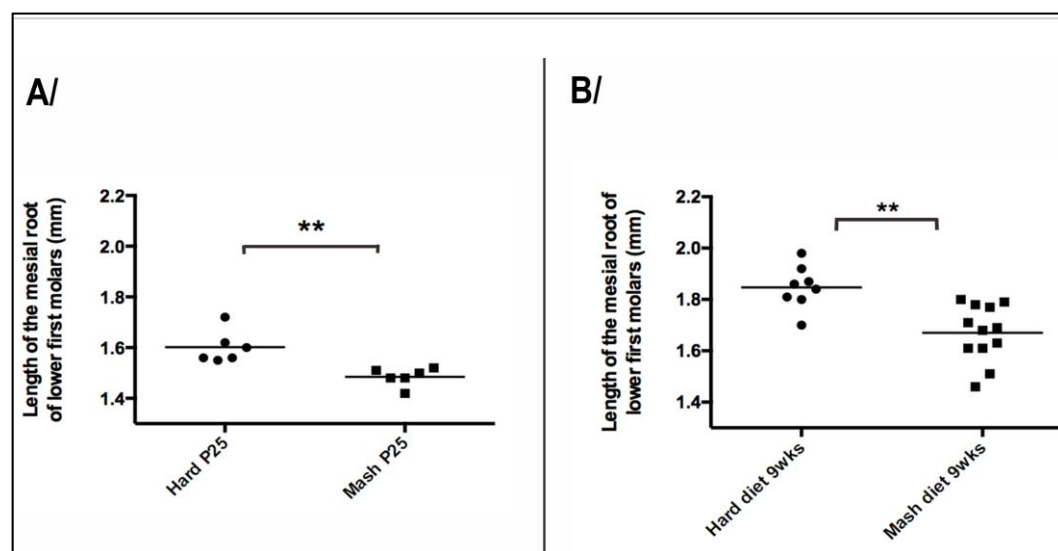 A/
Length of the mesial root
of lower first molars (mm)
2.2
2.0
1.8
1.6
1.4
**
Hard P25
Mash P25
B/
Length of the mesial root of
lower first molars (mm)
2.2
2.0
1.8
1.6
1.4
**
Hard diet 9wks
Mash diet 9wks